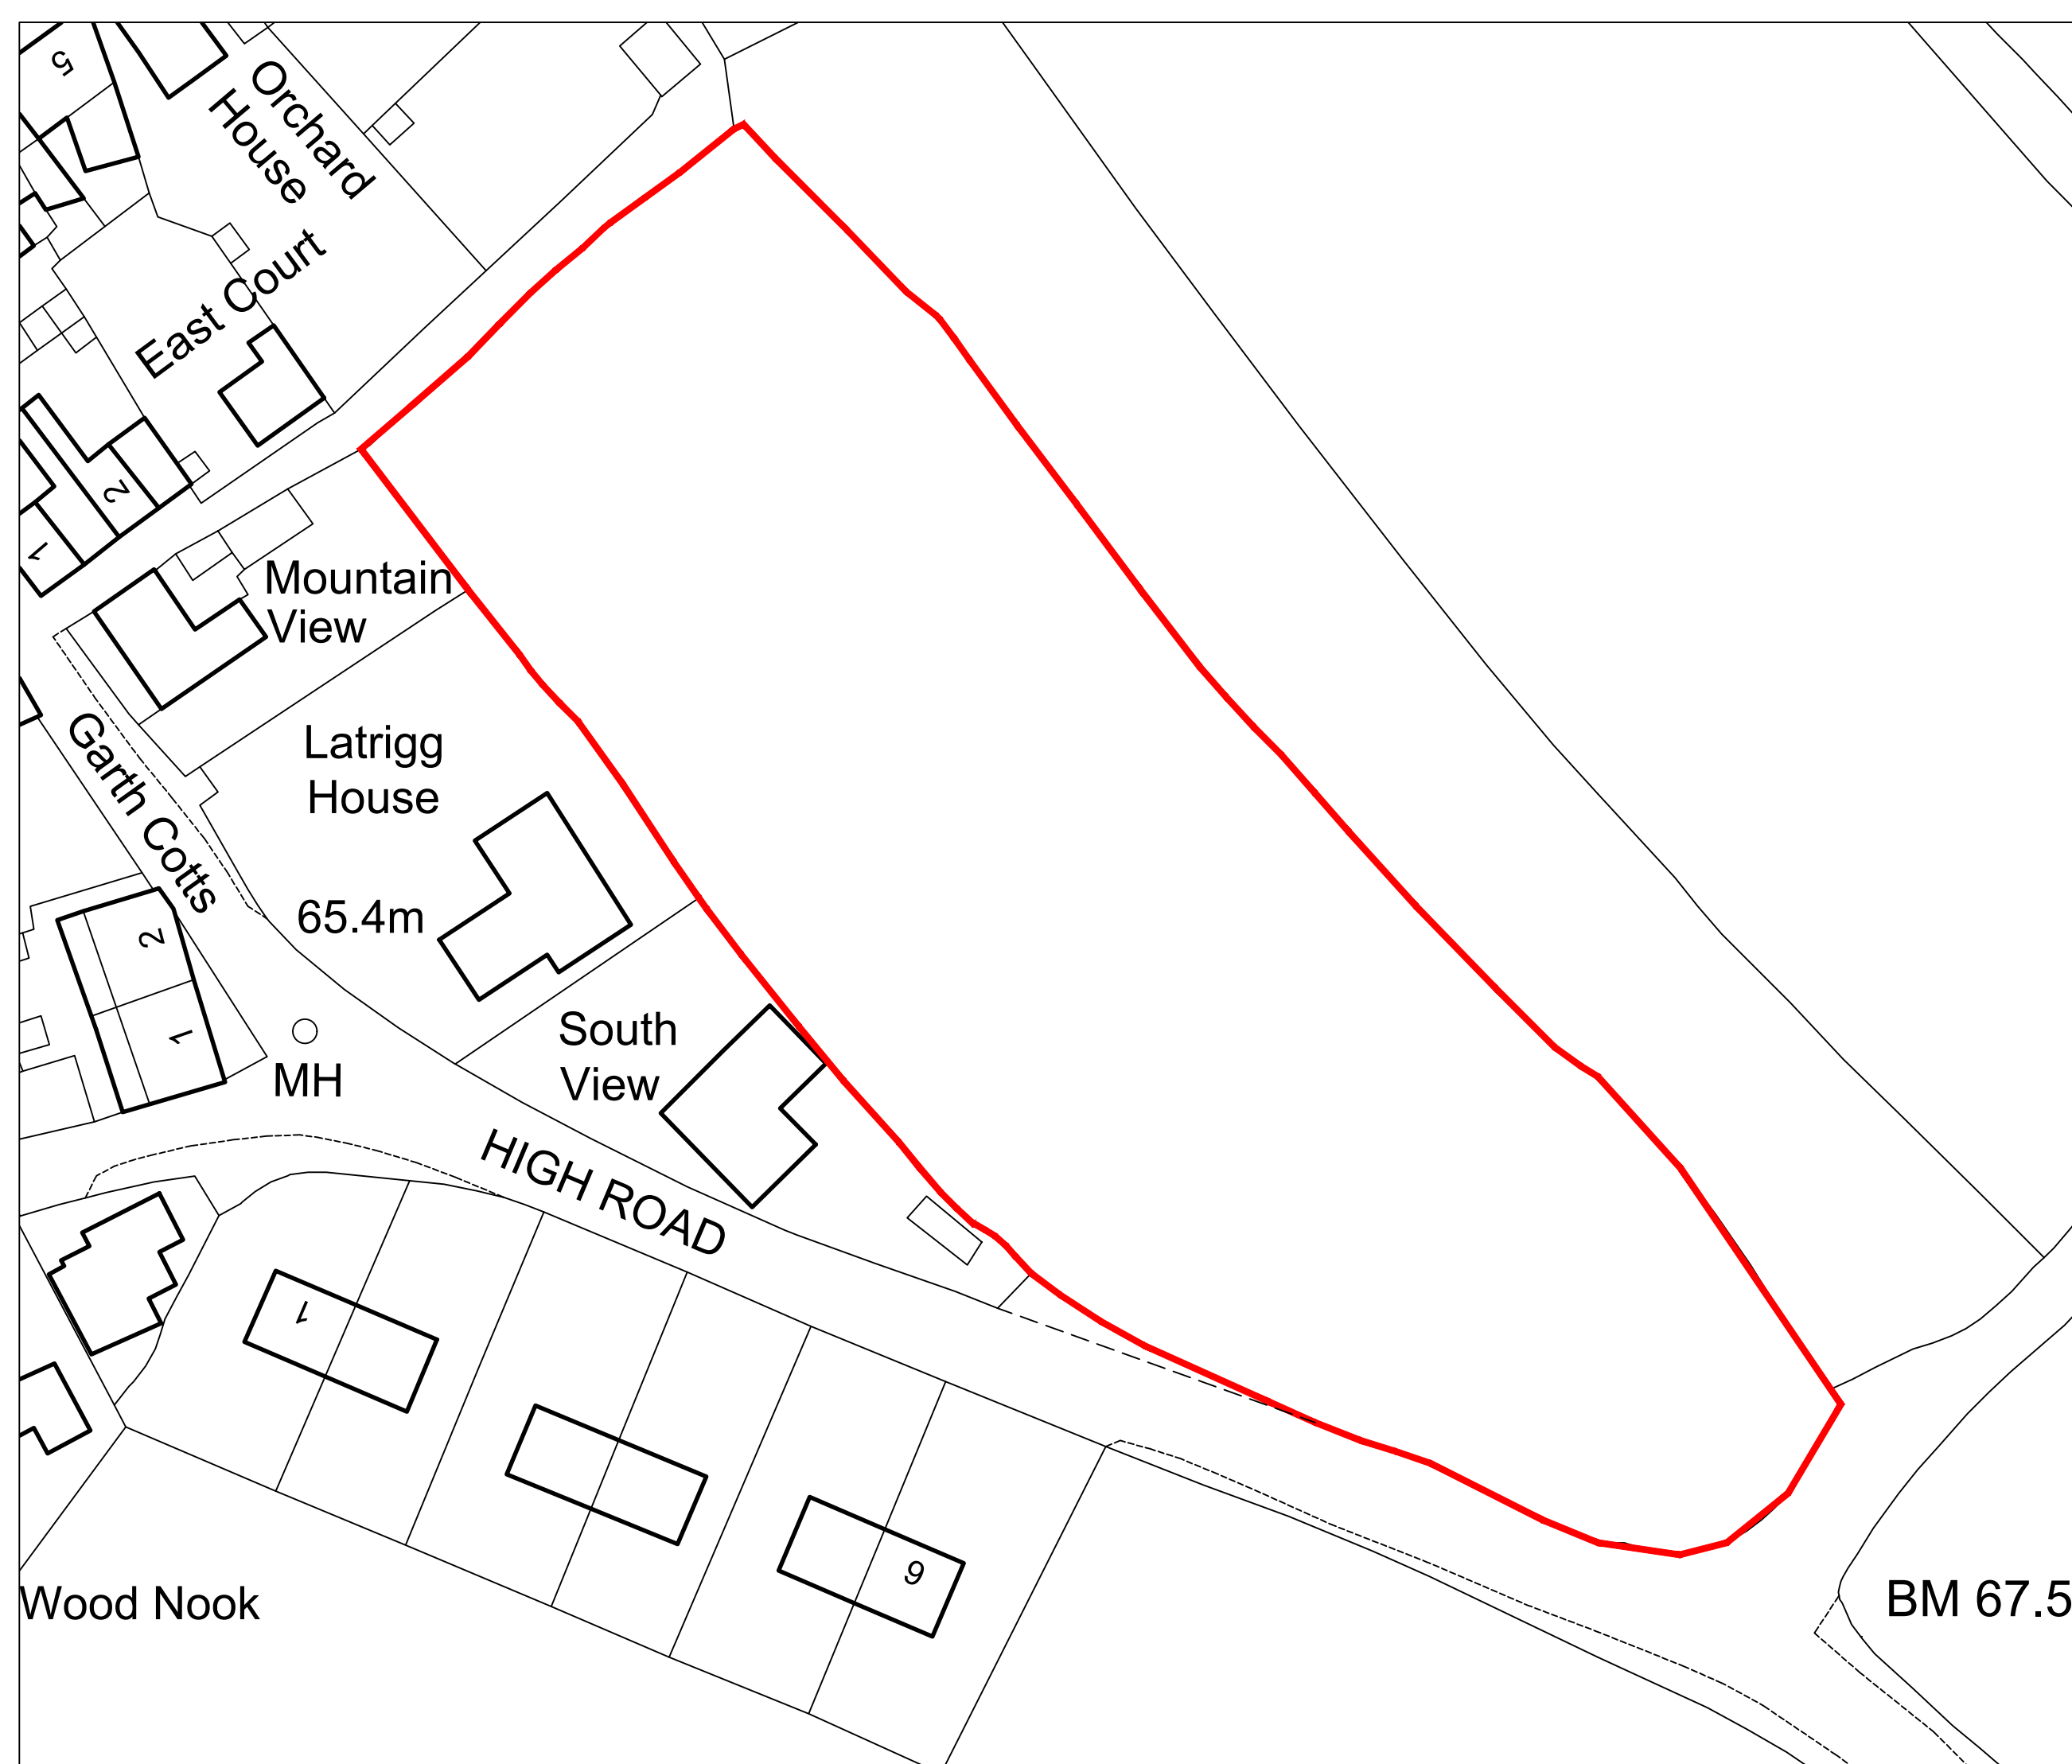 5
Orchard
House
East Court
2
1
Mountain
View
Latrigg
House
Garth Cotts
65.4m
2
1
MH
South
View
HIGH ROAD
1
6
Wood Nook
BM 67.5